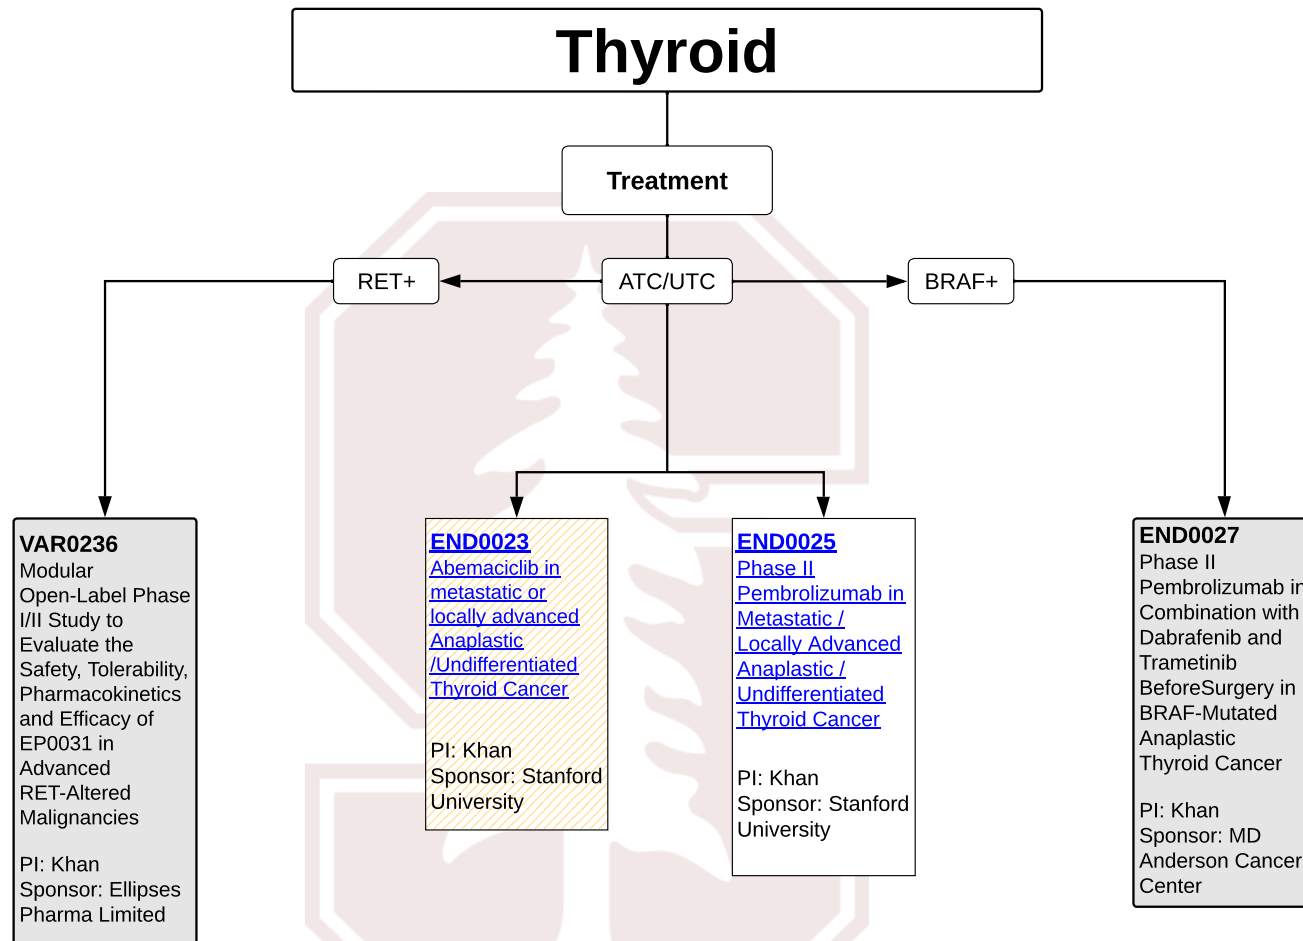 Thyroid
Treatment
RET+
ATC/UTC
BRAF+
VAR0236
Modular
Open-Label Phase
I/II Study to
Evaluate the
Safety, Tolerability,
Pharmacokinetics
and Efficacy of
EP0031 in
Advanced
RET-Altered
Malignancies
PI: Khan
Sponsor: Ellipses
Pharma Limited
END0023
Abemaciclib in
metastatic or
locally advanced
Anaplastic
/Undifferentiated
Thyroid Cancer
PI: Khan
Sponsor: Stanford
University
END0025
Phase II
Pembrolizumab in
Metastatic /
Locally Advanced
Anaplastic /
Undifferentiated
Thyroid Cancer
PI: Khan
Sponsor: Stanford
University
END0027
Phase II
Pembrolizumab in
Combination with
Dabrafenib and
Trametinib
BeforeSurgery in
BRAF-Mutated
Anaplastic
Thyroid Cancer
PI: Khan
Sponsor: MD
Anderson Cancer
Center